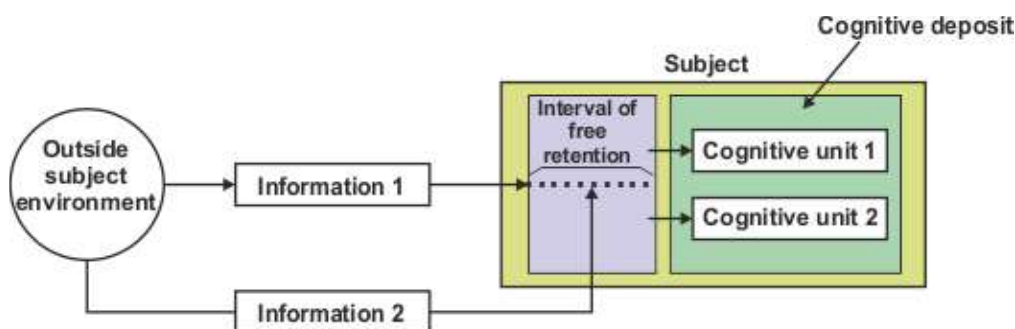 Cognitive deposit
Subject
Interval of
free
retention
Outside
subject
environment
Information 1
Cognitive unit 1
Cognitive unit 2
Information 2